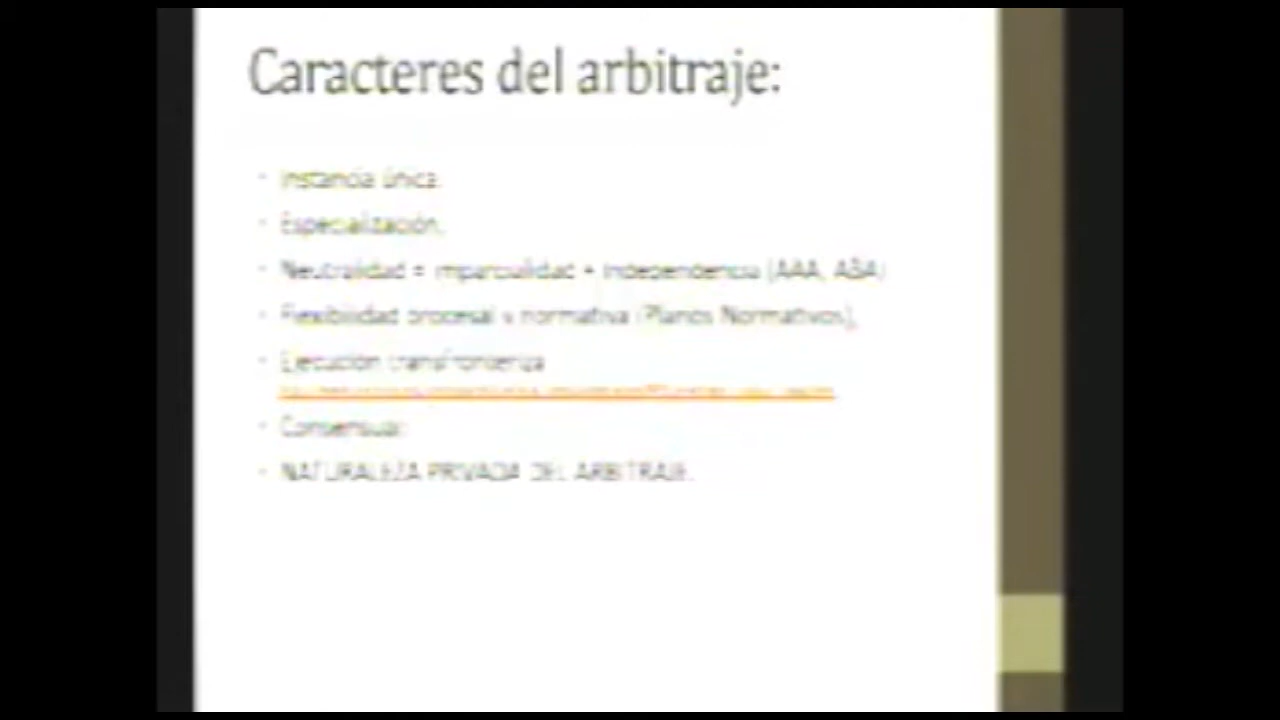 Caracteres del arbitraje:
Instancia única.
Especialización.
Neutralidad = imparcialidad + independencia (AAA, ABA)
Flexibilidad procesal y normativa (Planos Normativos).
Ejecución transfronteriza
Consensual
NATURALEZA PRIVADA DEL ARBITRAJE.